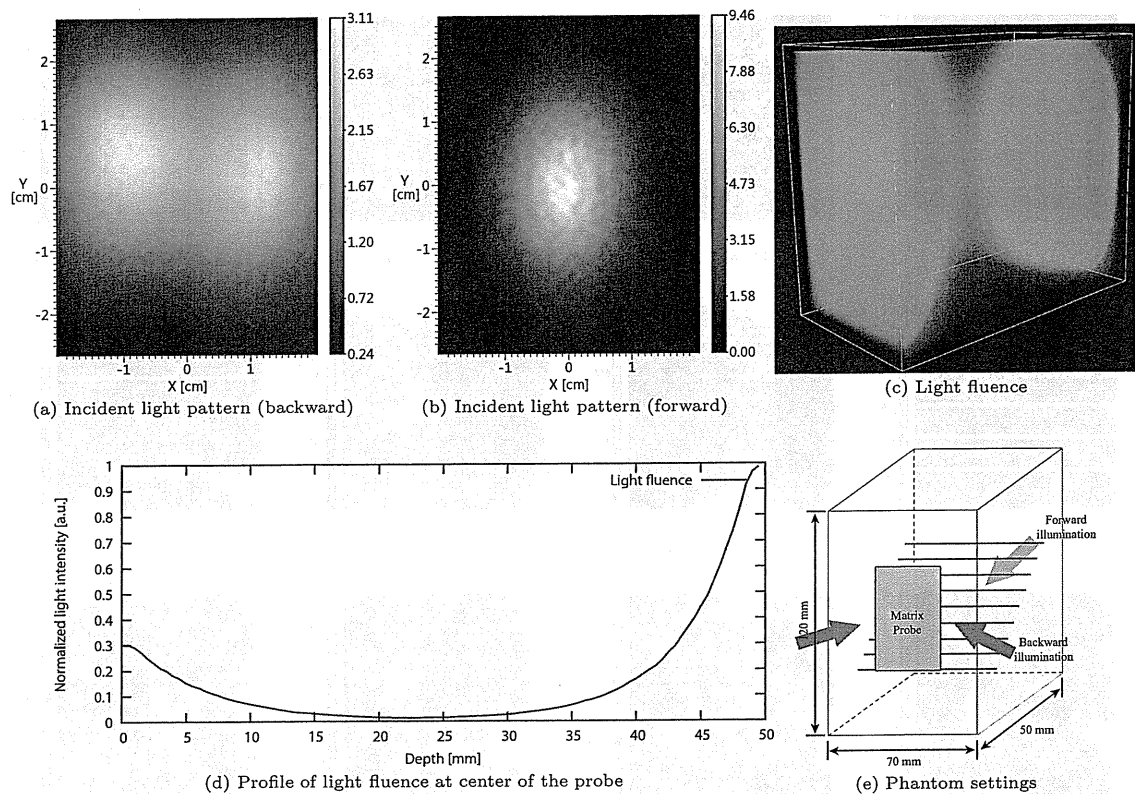 3.11
2.63
2.15
1.67
1.20
0.72
0.24
2
1
0
-1
-2
Y
[cm]
-1 0 1
X [cm]
(a) Incident light pattern (backward)
9.46
7.88
6.30
4.73
3.15
1.58
0.00
2
1
0
-1
-2
Y
[cm]
-1 0 1
X [cm]
(b) Incident light pattern (forward)
(c) Light fluence
1
0.9
0.8
0.7
0.6
0.5
0.4
0.3
0.2
0.1
0
Normalized light intensity [a.u.]
Light fluence
0 5 10 15 20 25 30 35 40 45 50
Depth [mm]
(d) Profile of light fluence at center of the probe
Forward
illumination
Matrix
Probe
Backward
illumination
20 mm
50 mm
70 mm
(e) Phantom settings